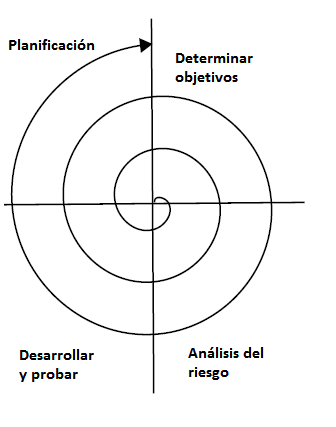 Planificación
Determinar
objetivos
Desarrollar
y probar
Análisis del
riesgo